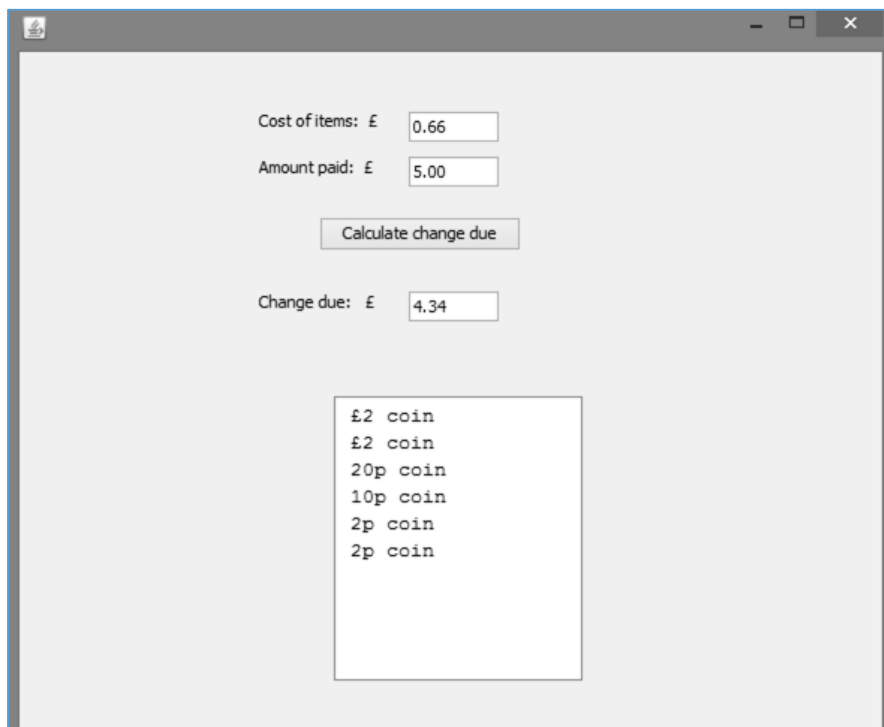 Cost of items: £ 0.66
Amount paid: £ 5.00
Calculate change due
Change due: £ 4.34
£2 coin
£2 coin
20p coin
10p coin
2p coin
2p coin